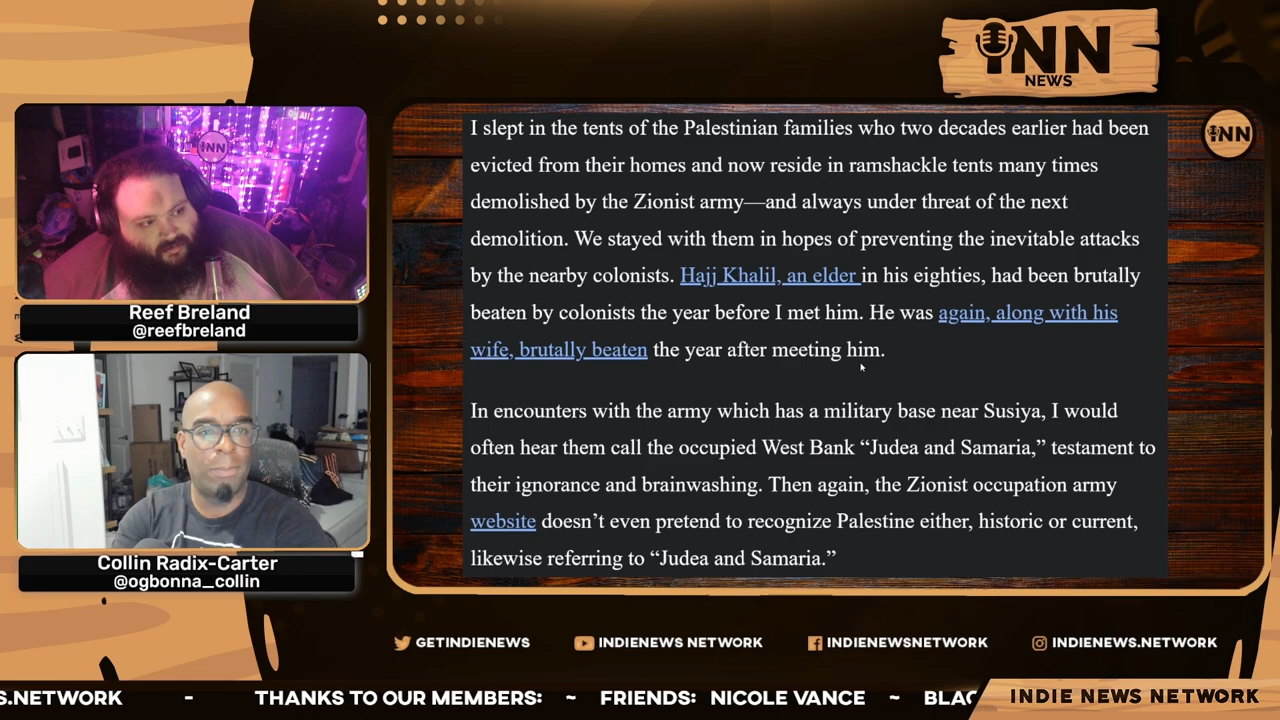 INN
NEWS
INN
I slept in the tents of the Palestinian families who two decades earlier had been
evicted from their homes and now reside in ramshackle tents many times
demolished by the Zionist army—and always under threat of the next
demolition. We stayed with them in hopes of preventing the inevitable attacks
by the nearby colonists. Hajj Khalil, an elder in his eighties, had been brutally
beaten by colonists the year before I met him. He was again, along with his
wife, brutally beaten the year after meeting him.
In encounters with the army which has a military base near Susiya, I would
often hear them call the occupied West Bank “Judea and Samaria,” testament to
their ignorance and brainwashing. Then again, the Zionist occupation army
website doesn’t even pretend to recognize Palestine either, historic or current,
likewise referring to “Judea and Samaria.”
INN
Reef Breland
@reefbreland
Collin Radix-Carter
@ogbonna_collin
GETINDIENEWS
INDIENEWS NETWORK
INDIENEWSNETWORK
INDIENEWS.NETWORK
S.NETWORK - THANKS TO OUR MEMBERS: ~ FRIENDS: NICOLE VANCE ~ BLAC
INDIE NEWS NETWORK